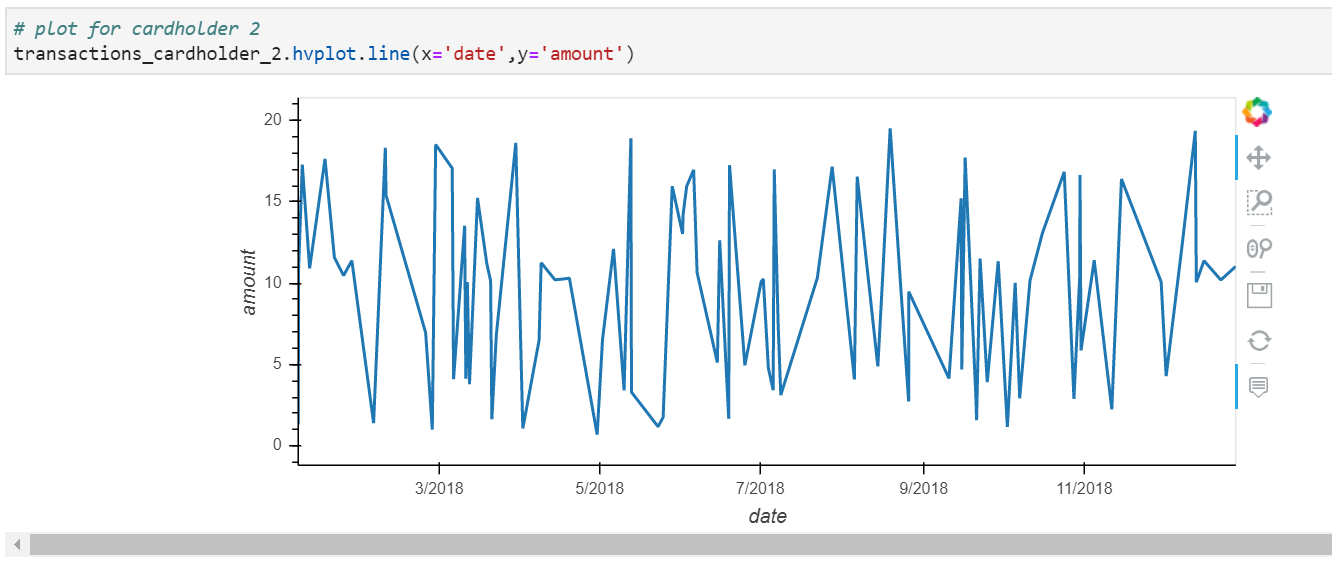 # plot for cardholder 2
transactions_cardholder_2.hvplot.line(x='date',y='amount')
20
15
10
5
0
amount
3/2018 5/2018 7/2018 9/2018 11/2018
date